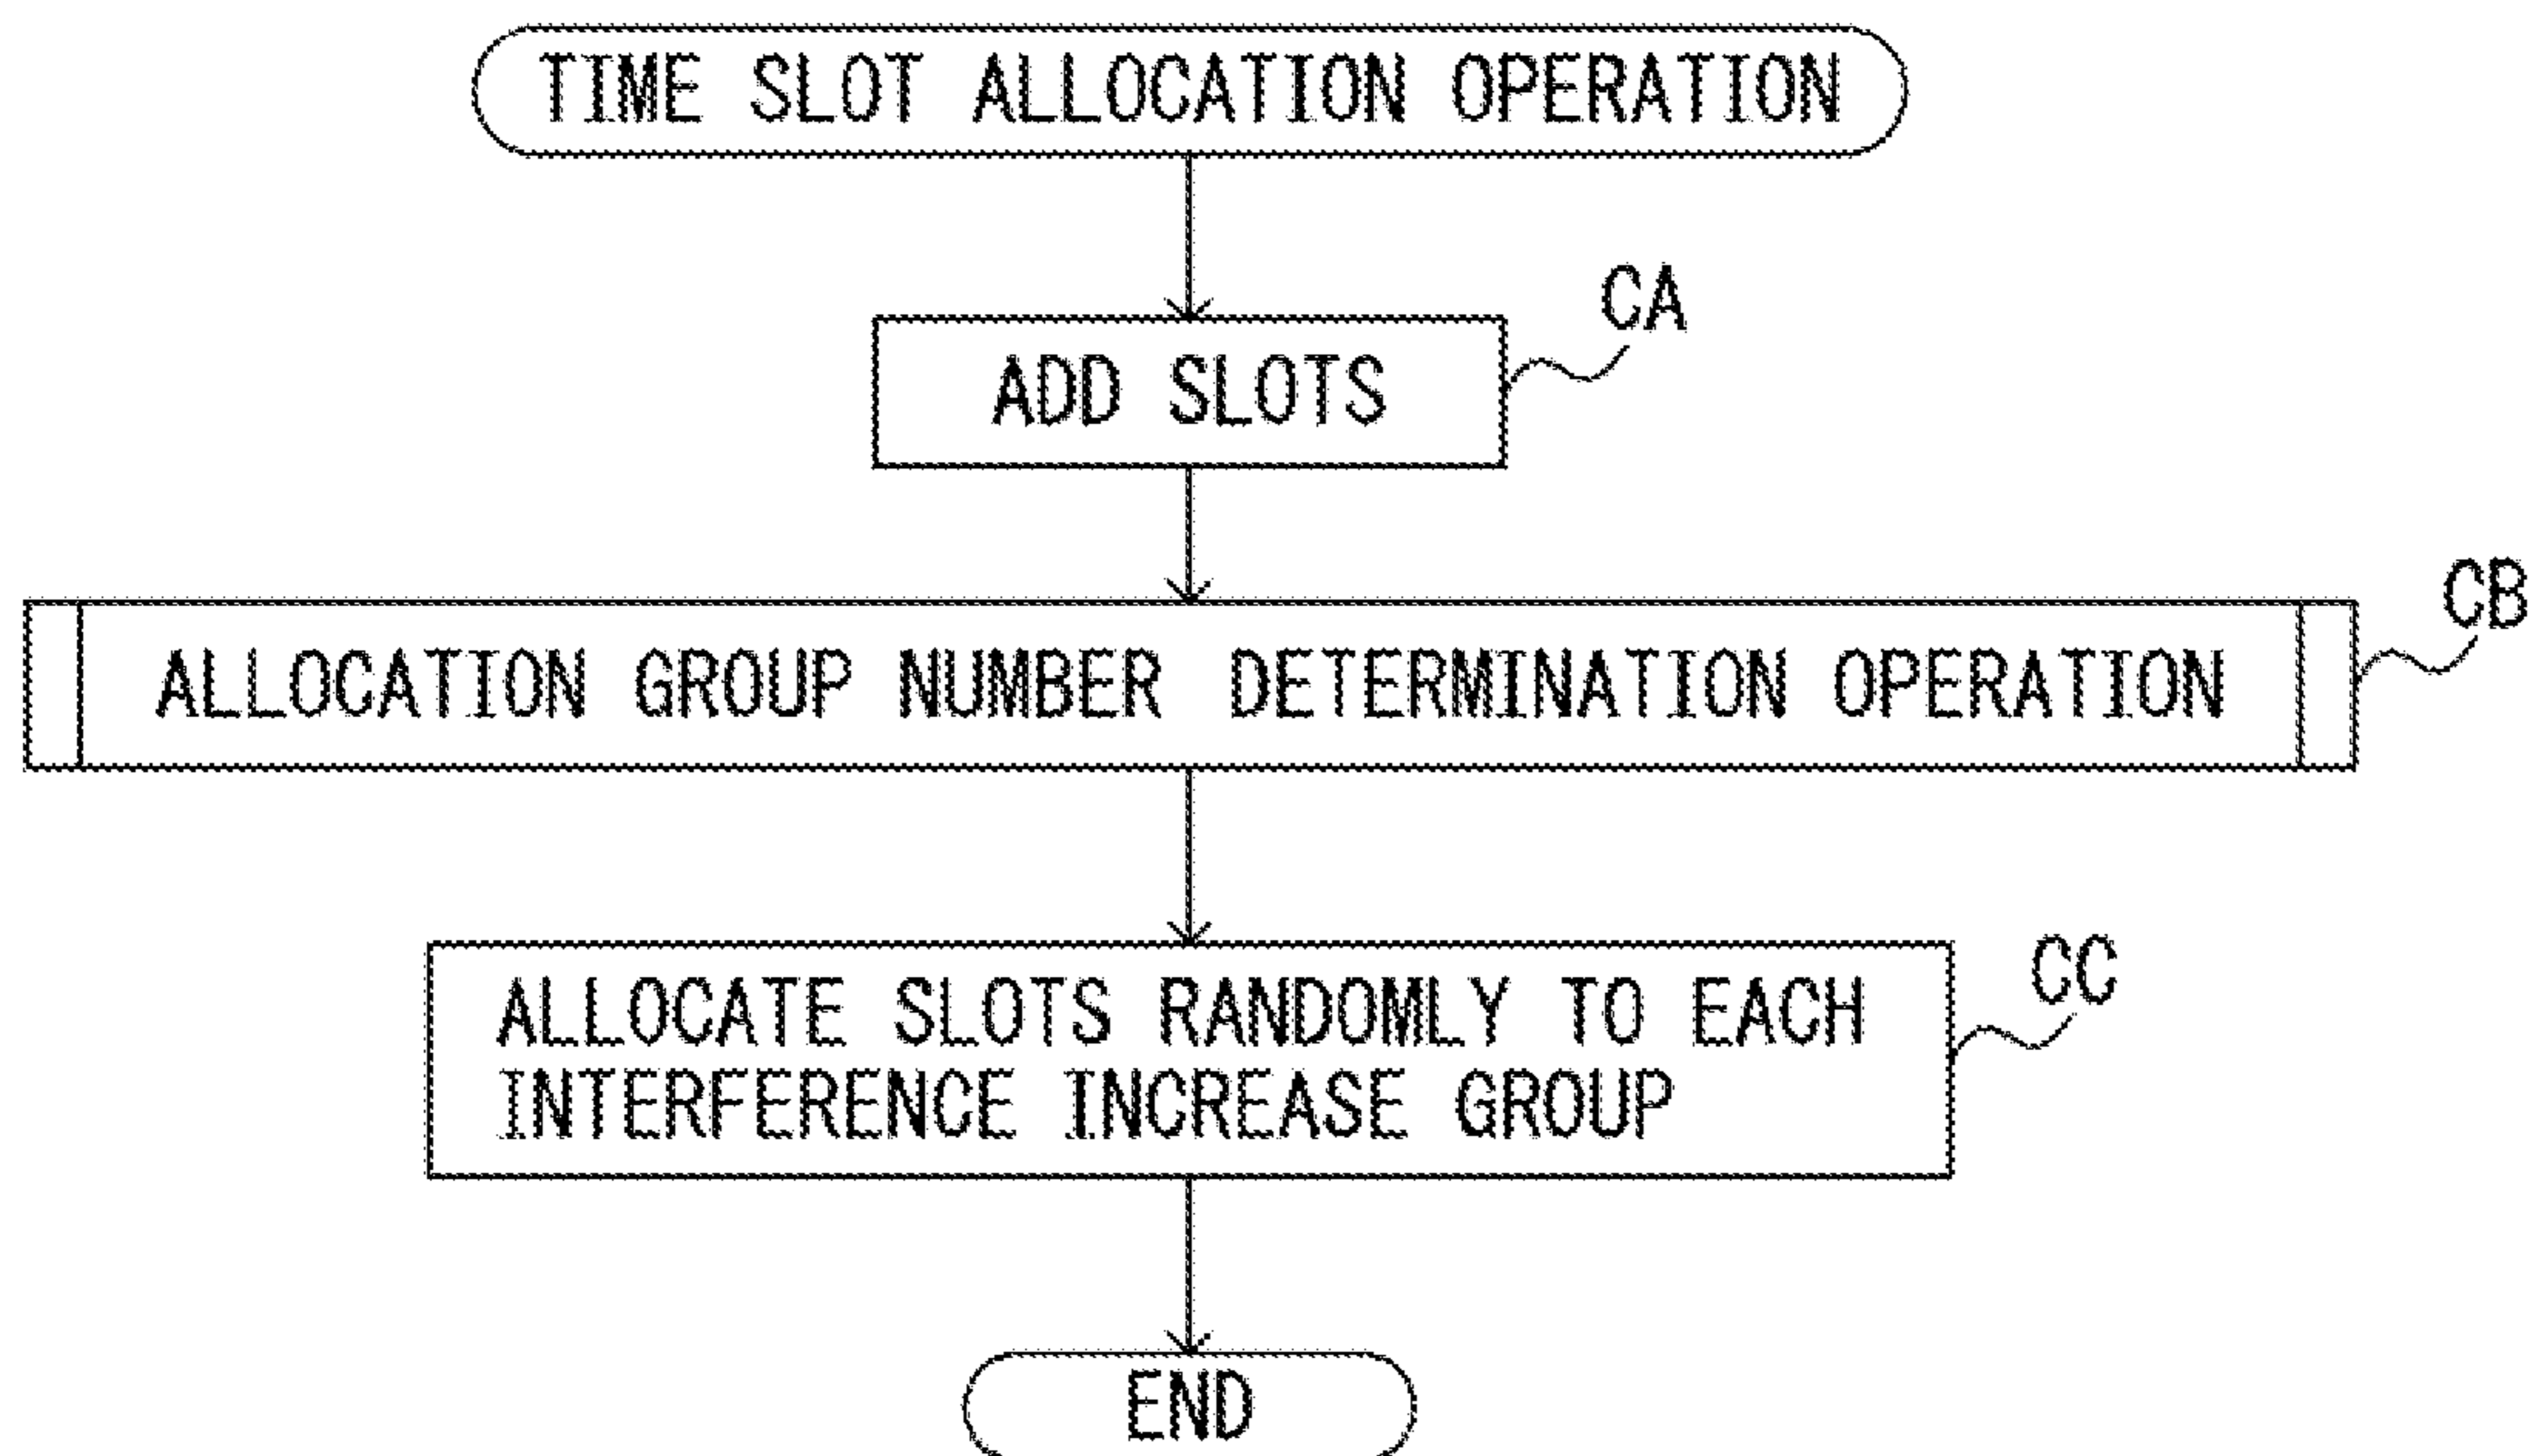 TIME SLOT ALLOCATION OPERATION
CA
ADD SLOTS
CB
ALLOCATION GROUP NUMBER DETERMINATION OPERATION
CC
ALLOCATE SLOTS RANDOMLY TO EACH
INTERFERENCE INCREASE GROUP
END